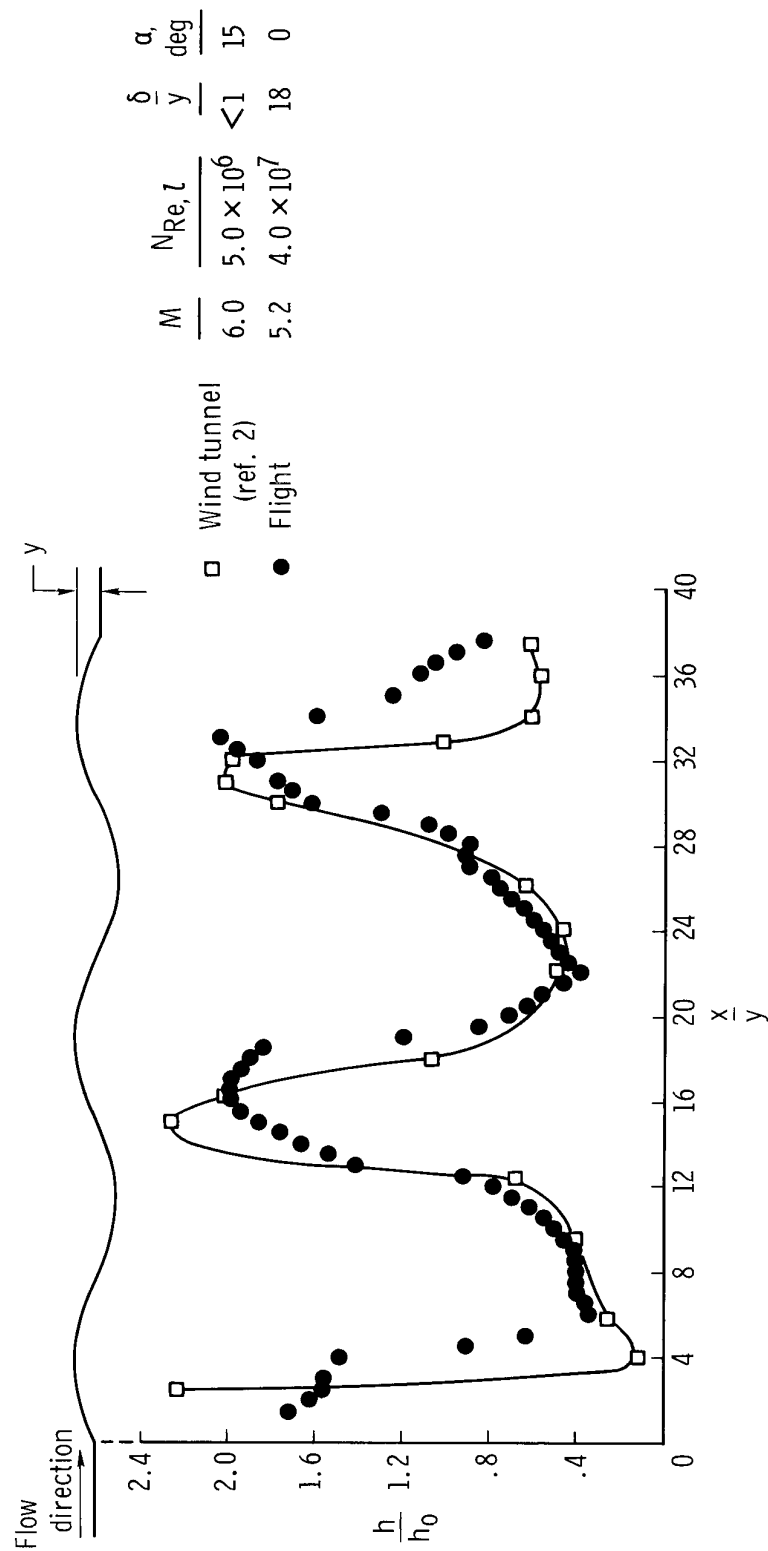 Flow
direction
y
M N_Re, l δ/y α, deg
□ Wind tunnel 6.0 5.0 × 10^6 <1 15
(ref. 2)
● Flight 5.2 4.0 × 10^7 18 0
2.4
2.0
1.6
1.2
.8
.4
h/h_0
0 4 8 12 16 20 24 28 32 36 40
x/y